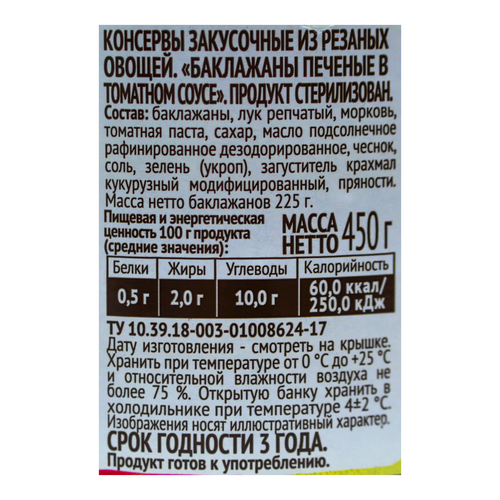 КОНСЕРВЫ ЗАКУСОЧНЫЕ ИЗ РЕЗАНЫХ
ОВОЩЕЙ. «БАКЛАЖАНЫ ПЕЧЕНЫЕ В
ТОМАТНОМ СОУСЕ». ПРОДУКТ СТЕРИЛИЗОВАН.
Состав: баклажаны, лук репчатый, морковь,
томатная паста, сахар, масло подсолнечное
рафинированное дезодорированное, чеснок,
соль, зелень (укроп), загуститель крахмал
кукурузный модифицированный, пряности.
Масса нетто баклажанов 225 г.
Пищевая и энергетическая
ценность 100 г продукта
(средние значения):
МАССА
НЕТТО 450 г
Белки Жиры Углеводы Калорийность
0,5 г 2,0 г 10,0 г 60,0 ккал/
250,0 кДж
ТУ 10.39.18-003-01008624-17
Дату изготовления - смотреть на крышке.
Хранить при температуре от 0 °С до +25 °С
и относительной влажности воздуха не
более 75 %. Открытую банку хранить в
холодильнике при температуре 4±2 °С.
Изображения носят иллюстративный характер.
СРОК ГОДНОСТИ 3 ГОДА.
Продукт готов к употреблению.